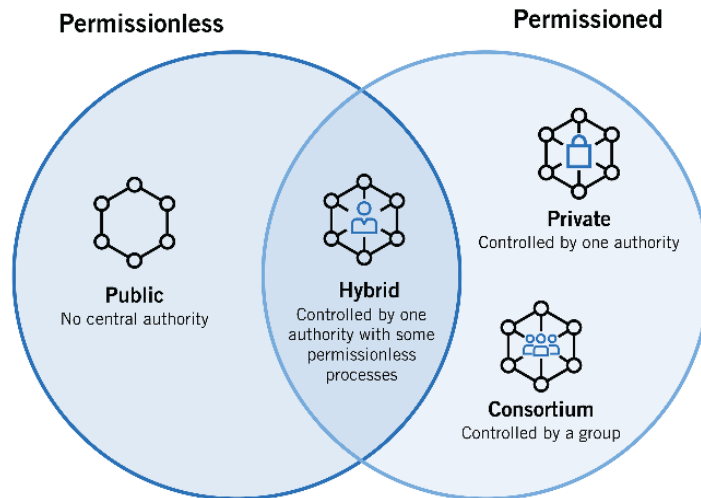 Permissionless
Permissioned
Public
No central authority
Hybrid
Controlled by one
authority with some
permissionless
processes
Private
Controlled by one authority
Consortium
Controlled by a group